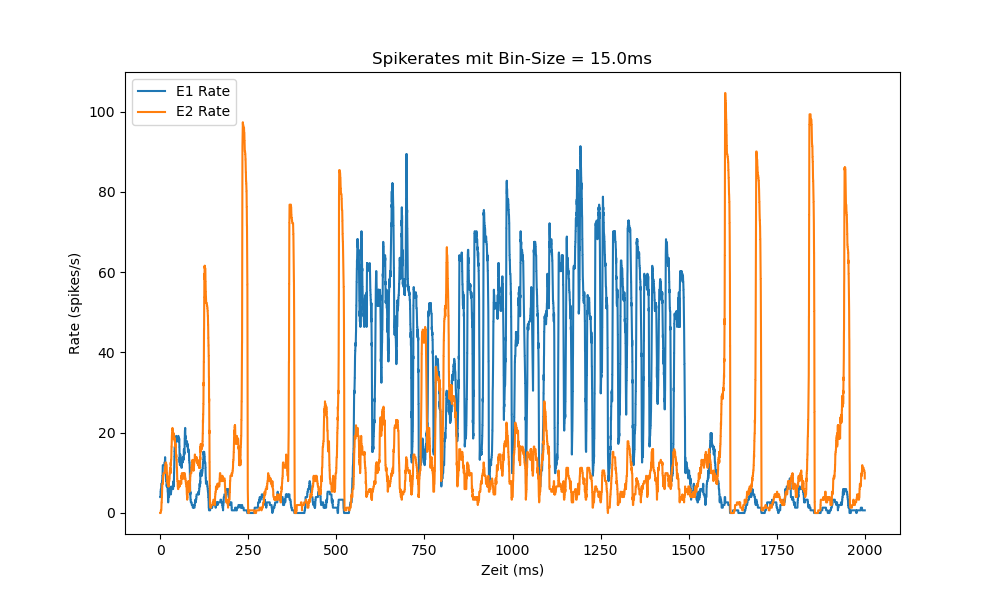 Spikerates mit Bin-Size = 15.0ms
E1 Rate
E2 Rate
100
80
60
40
20
0
Rate (spikes/s)
0 250 500 750 1000 1250 1500 1750 2000
Zeit (ms)